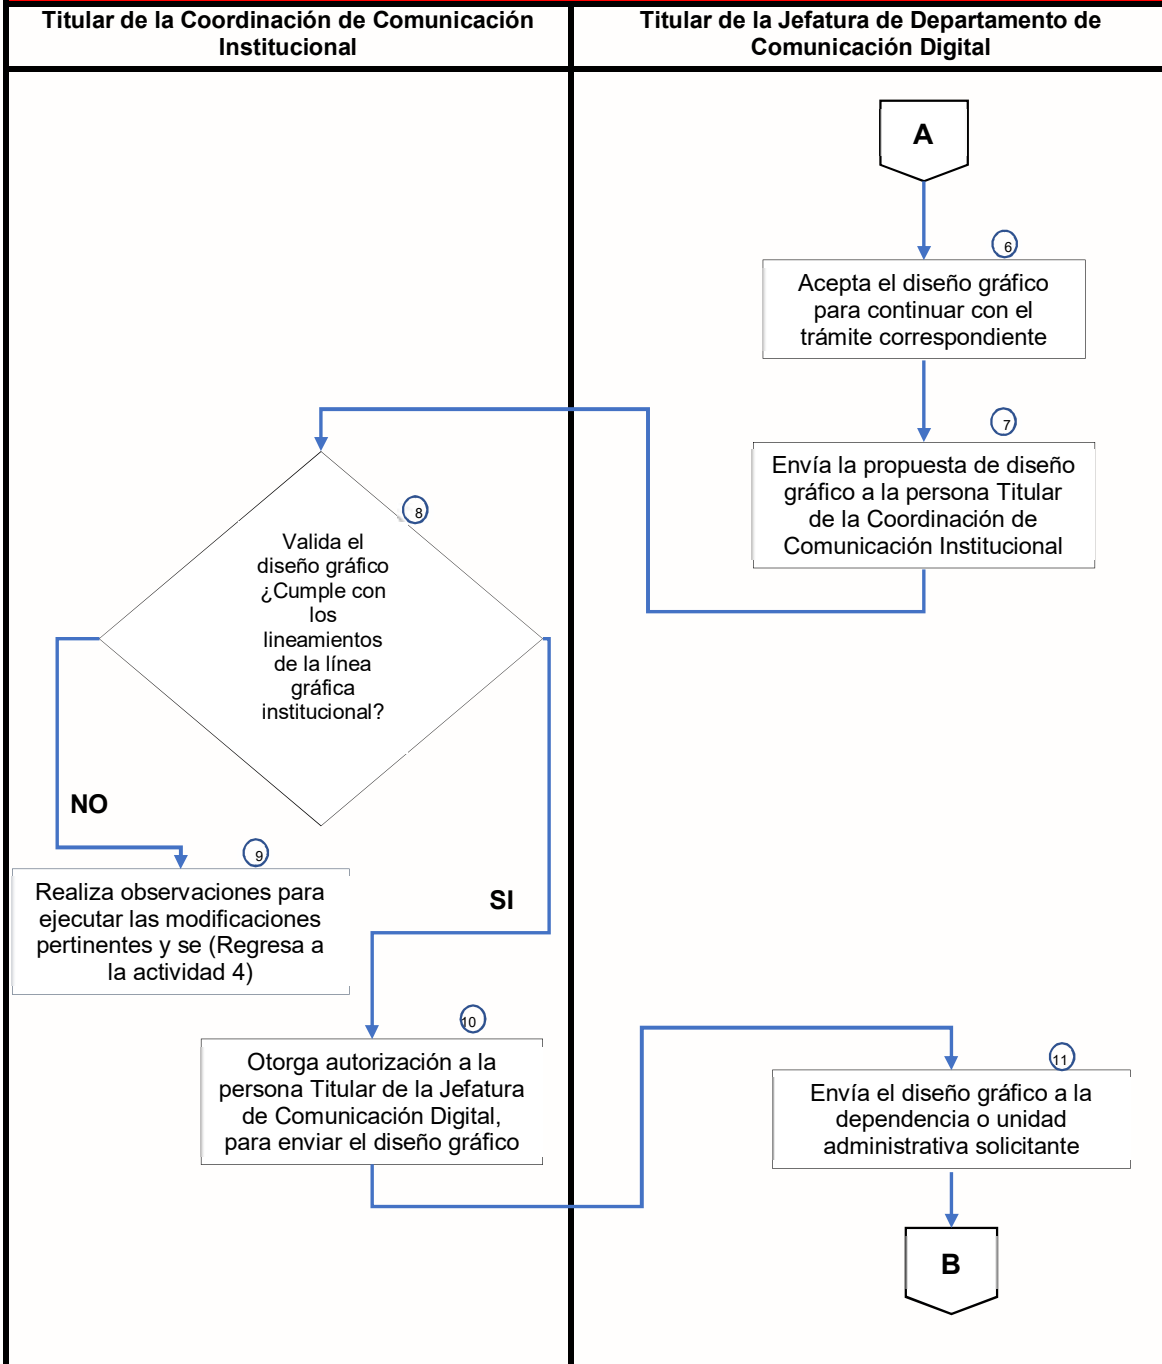 Titular de la Coordinación de Comunicación
Institucional
Titular de la Jefatura de Departamento de
Comunicación Digital
A
6
Acepta el diseño gráfico
para continuar con el
trámite correspondiente
7
Envía la propuesta de diseño
gráfico a la persona Titular
de la Coordinación de
Comunicación Institucional
8
Valida el
diseño gráfico
¿Cumple con
los
lineamientos
de la línea
gráfica
institucional?
NO
SI
9
Realiza observaciones para
ejecutar las modificaciones
pertinentes y se (Regresa a
la actividad 4)
10
Otorga autorización a la
persona Titular de la Jefatura
de Comunicación Digital,
para enviar el diseño gráfico
11
Envía el diseño gráfico a la
dependencia o unidad
administrativa solicitante
B